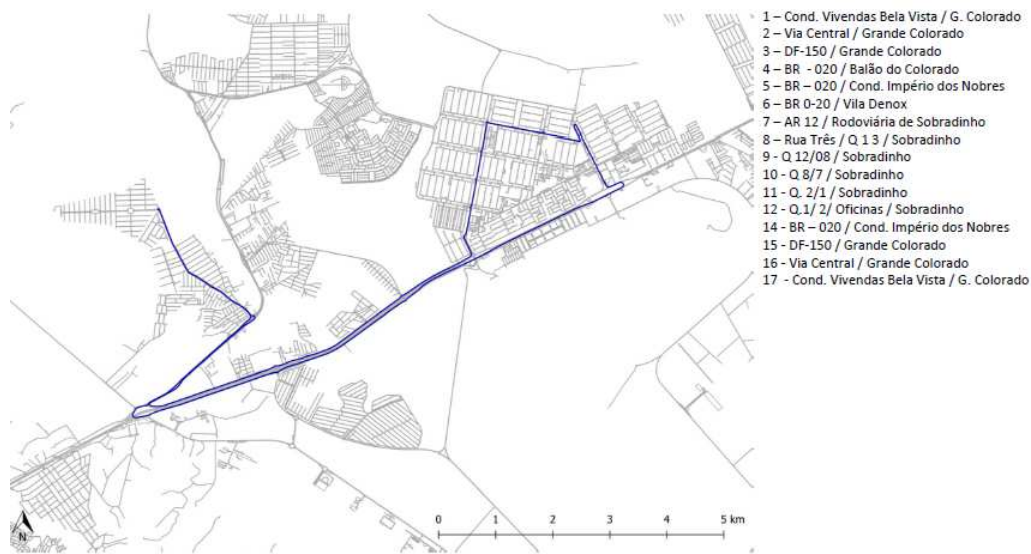 1 – Cond. Vivendas Bela Vista / G. Colorado
2 – Via Central / Grande Colorado
3 – DF-150 / Grande Colorado
4 – BR - 020 / Balão do Colorado
5 – BR – 020 / Cond. Império dos Nobres
6 – BR 0-20 / Vila Denox
7 – AR 12 / Rodoviária de Sobradinho
8 – Rua Três / Q 1 3 / Sobradinho
9 - Q 12/08 / Sobradinho
10 - Q 8/7 / Sobradinho
11 - Q. 2/1 / Sobradinho
12 - Q.1/ 2/ Oficinas / Sobradinho
14 - BR – 020 / Cond. Império dos Nobres
15 - DF-150 / Grande Colorado
16 - Via Central / Grande Colorado
17 - Cond. Vivendas Bela Vista / G. Colorado
N
0 1 2 3 4 5 km